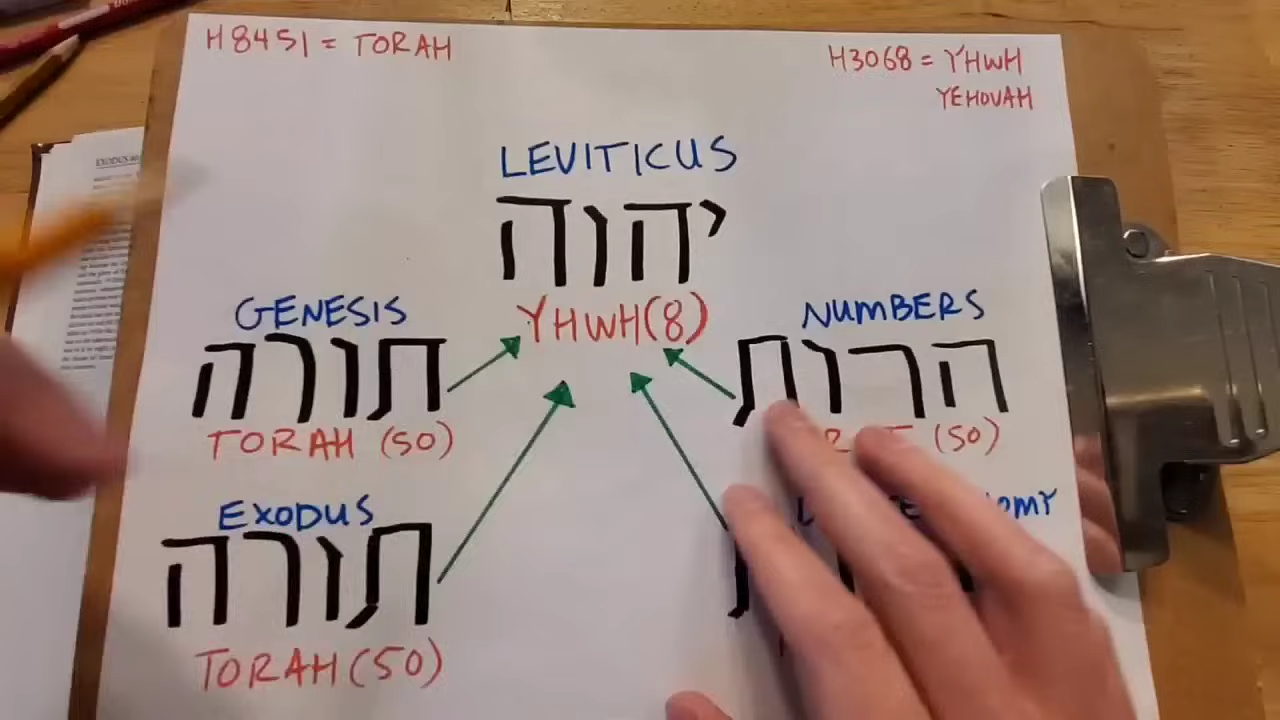 H8451 = TORAH
H3068 = YHWH
YEHOVAH
LEVITICUS
יהוה
YHWH(8)
GENESIS
תורה
TORAH (50)
NUMBERS
הרות
(50)
EXODUS
תורה
TORAH (50)